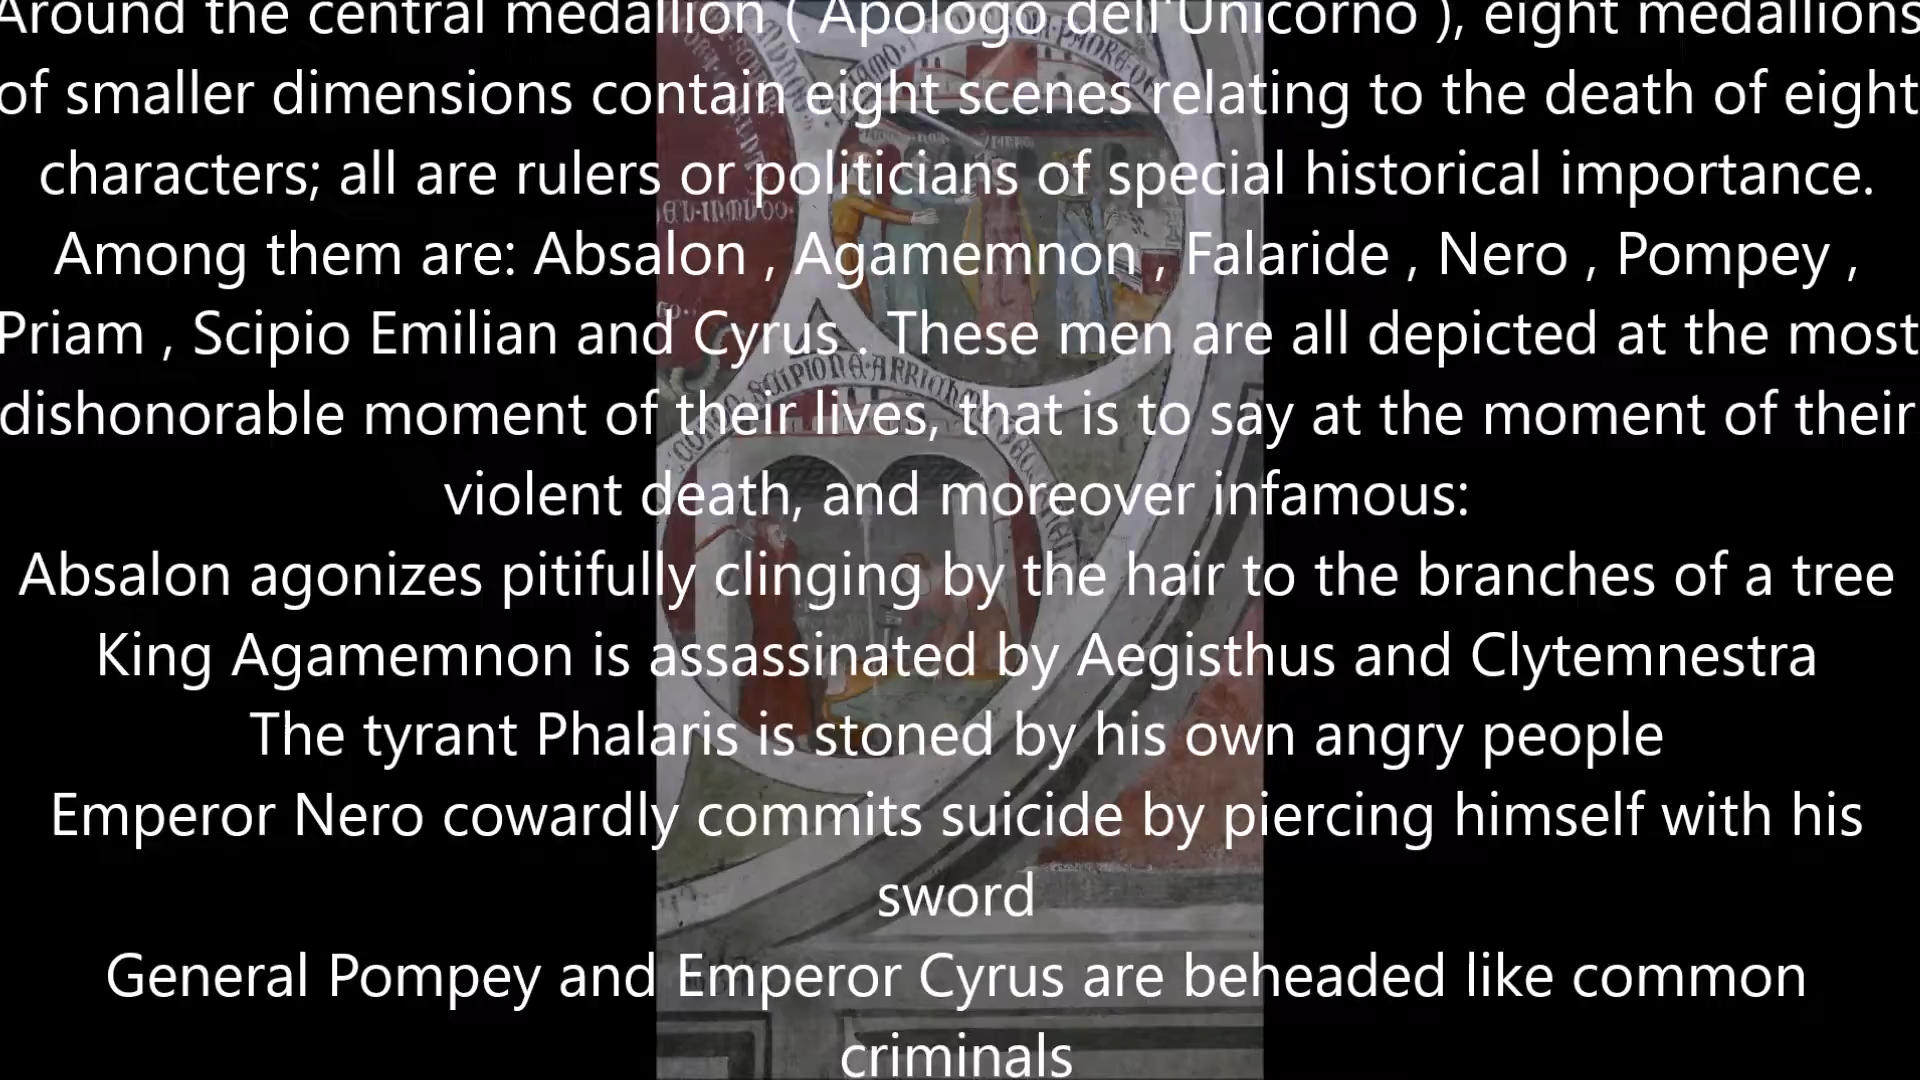 Around the central medallion ( Apologo dell'Unicorno ), eight medallions
of smaller dimensions contain eight scenes relating to the death of eight
characters; all are rulers or politicians of special historical importance.
Among them are: Absalon , Agamemnon , Falaride , Nero , Pompey ,
Priam , Scipio Emilian and Cyrus . These men are all depicted at the most
dishonorable moment of their lives, that is to say at the moment of their
violent death, and moreover infamous:
Absalon agonizes pitifully clinging by the hair to the branches of a tree
King Agamemnon is assassinated by Aegisthus and Clytemnestra
The tyrant Phalaris is stoned by his own angry people
Emperor Nero cowardly commits suicide by piercing himself with his
sword
General Pompey and Emperor Cyrus are beheaded like common
criminals